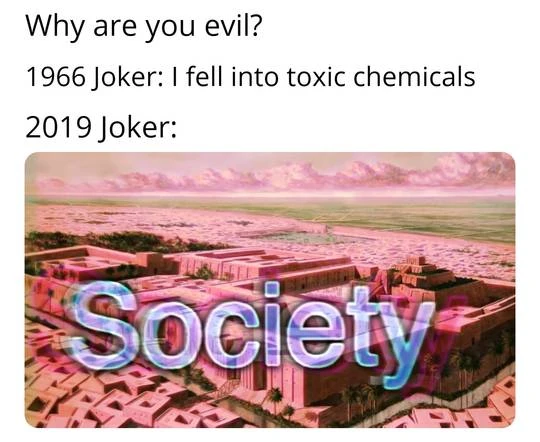 Why are you evil?
1966 Joker: I fell into toxic chemicals
2019 Joker:
Society